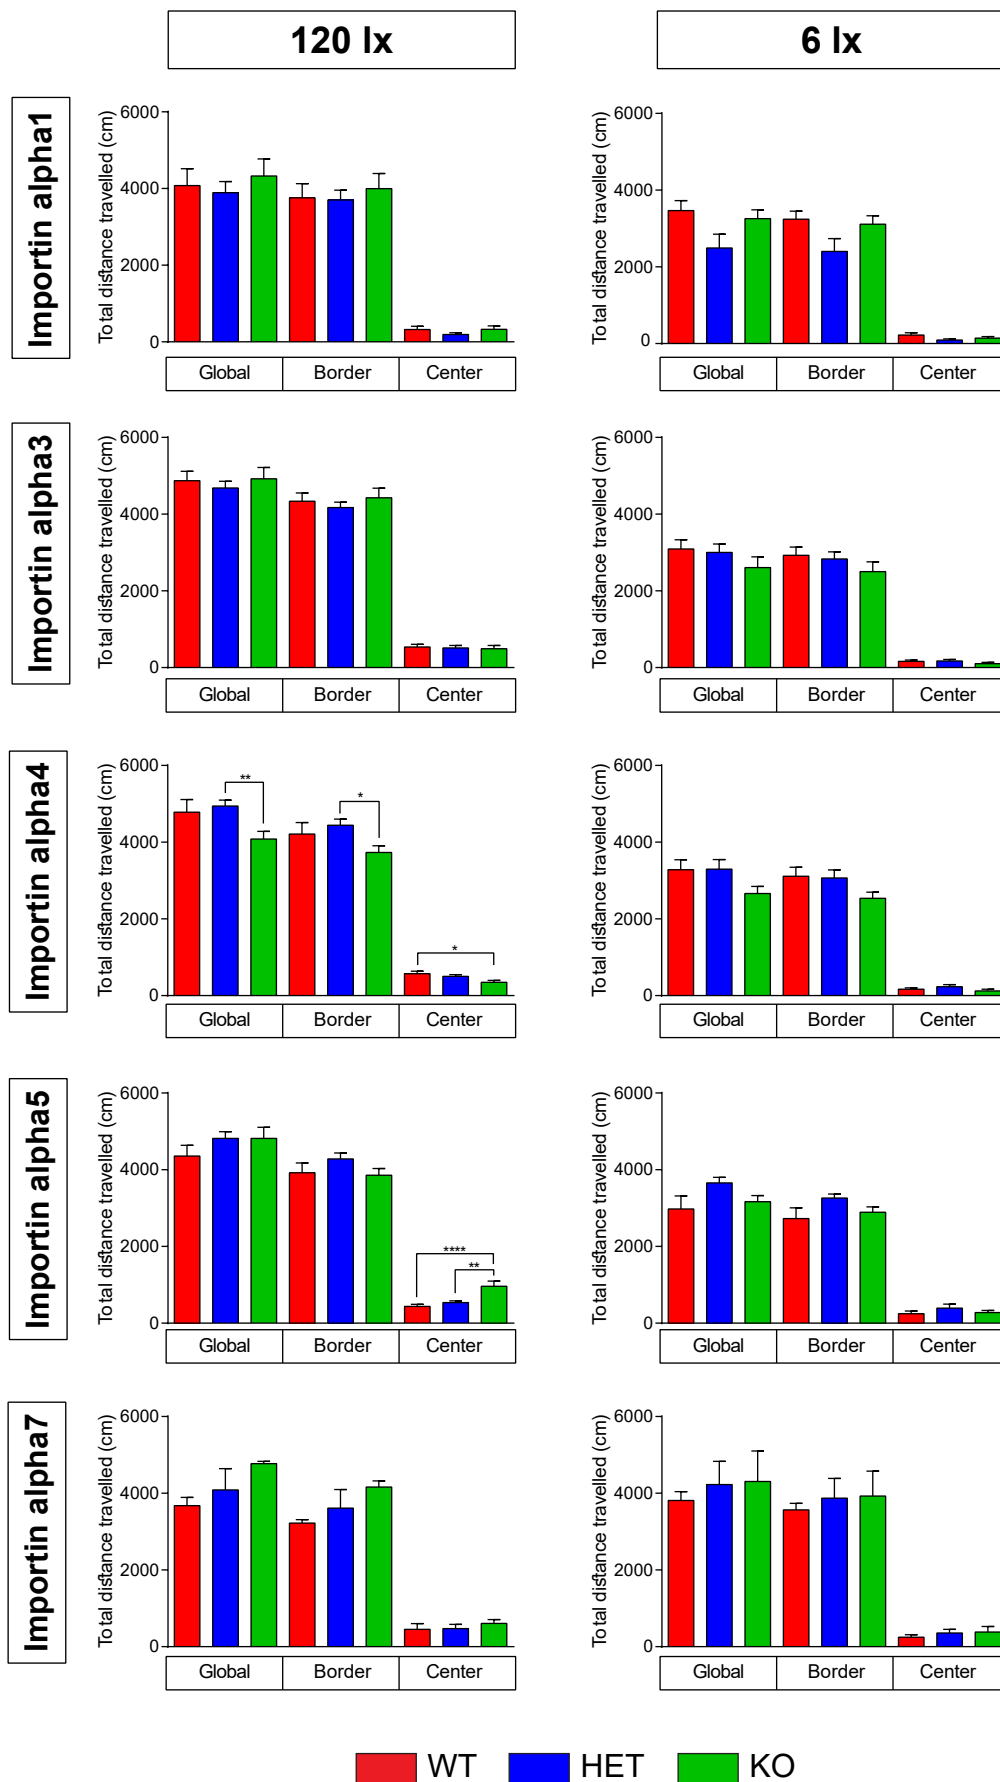 120 lx
6 lx
Importin alpha1
Total distance travelled (cm)
6000
4000
2000
0
Global Border Center
Total distance travelled (cm)
6000
4000
2000
0
Global Border Center
Importin alpha3
Total distance travelled (cm)
6000
4000
2000
0
Global Border Center
Total distance travelled (cm)
6000
4000
2000
0
Global Border Center
Importin alpha4
Total distance travelled (cm)
6000
4000
2000
0
**
*
*
Global Border Center
Total distance travelled (cm)
6000
4000
2000
0
Global Border Center
Importin alpha5
Total distance travelled (cm)
6000
4000
2000
0
****
**
Global Border Center
Total distance travelled (cm)
6000
4000
2000
0
Global Border Center
Importin alpha7
Total distance travelled (cm)
6000
4000
2000
0
Global Border Center
Total distance travelled (cm)
6000
4000
2000
0
Global Border Center
WT HET KO